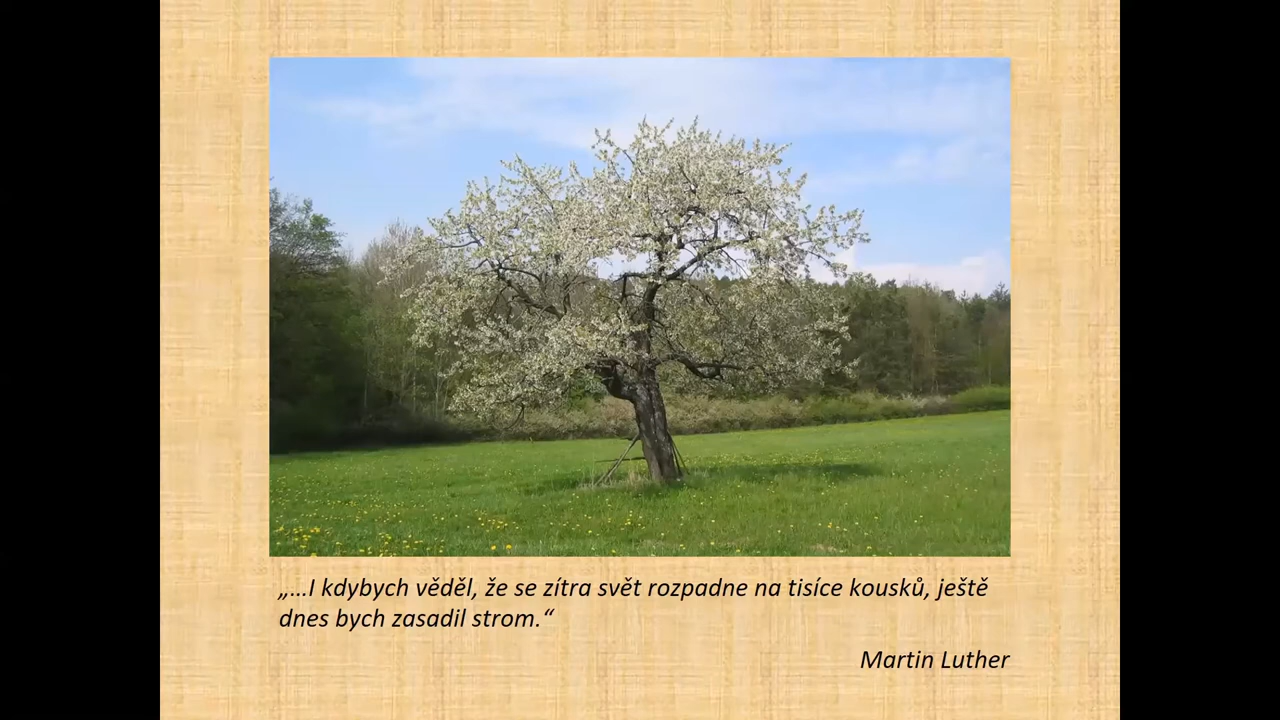 „…I kdybych věděl, že se zítra svět rozpadne na tisíce kousků, ještě
dnes bych zasadil strom.“
Martin Luther